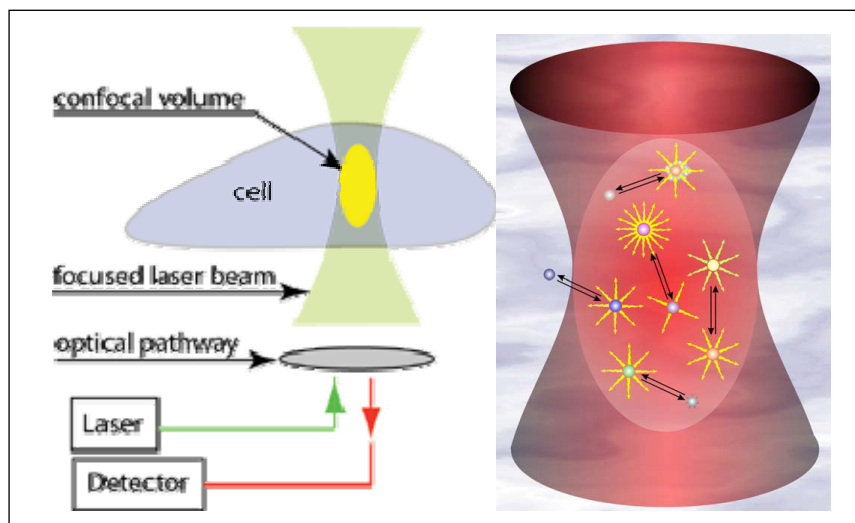 confocal volume
cell
focused laser beam
optical pathway
Laser
Detector